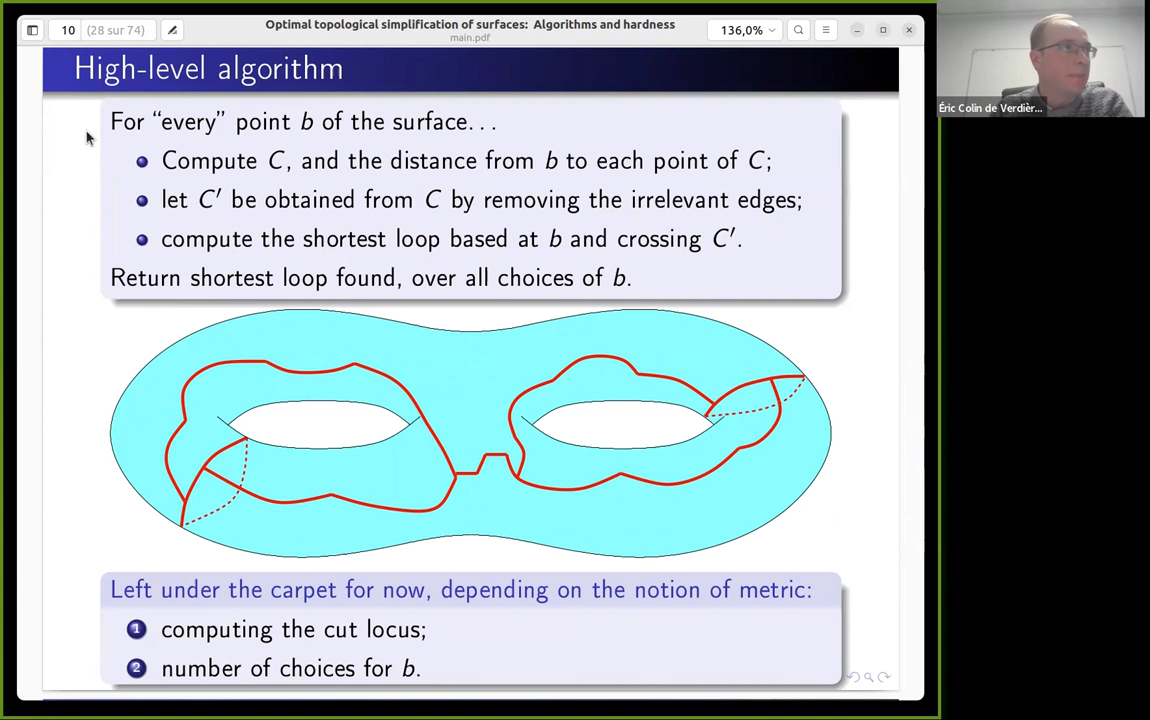 10
(28 sur 74)
Optimal topological simplification of surfaces: Algorithms and hardness
main.pdf
136,0%
High-level algorithm
For “every” point b of the surface...
Compute C, and the distance from b to each point of C;
let C′ be obtained from C by removing the irrelevant edges;
compute the shortest loop based at b and crossing C′.
Return shortest loop found, over all choices of b.
Éric Colin de Verdièr...
Left under the carpet for now, depending on the notion of metric:
1 computing the cut locus;
2 number of choices for b.